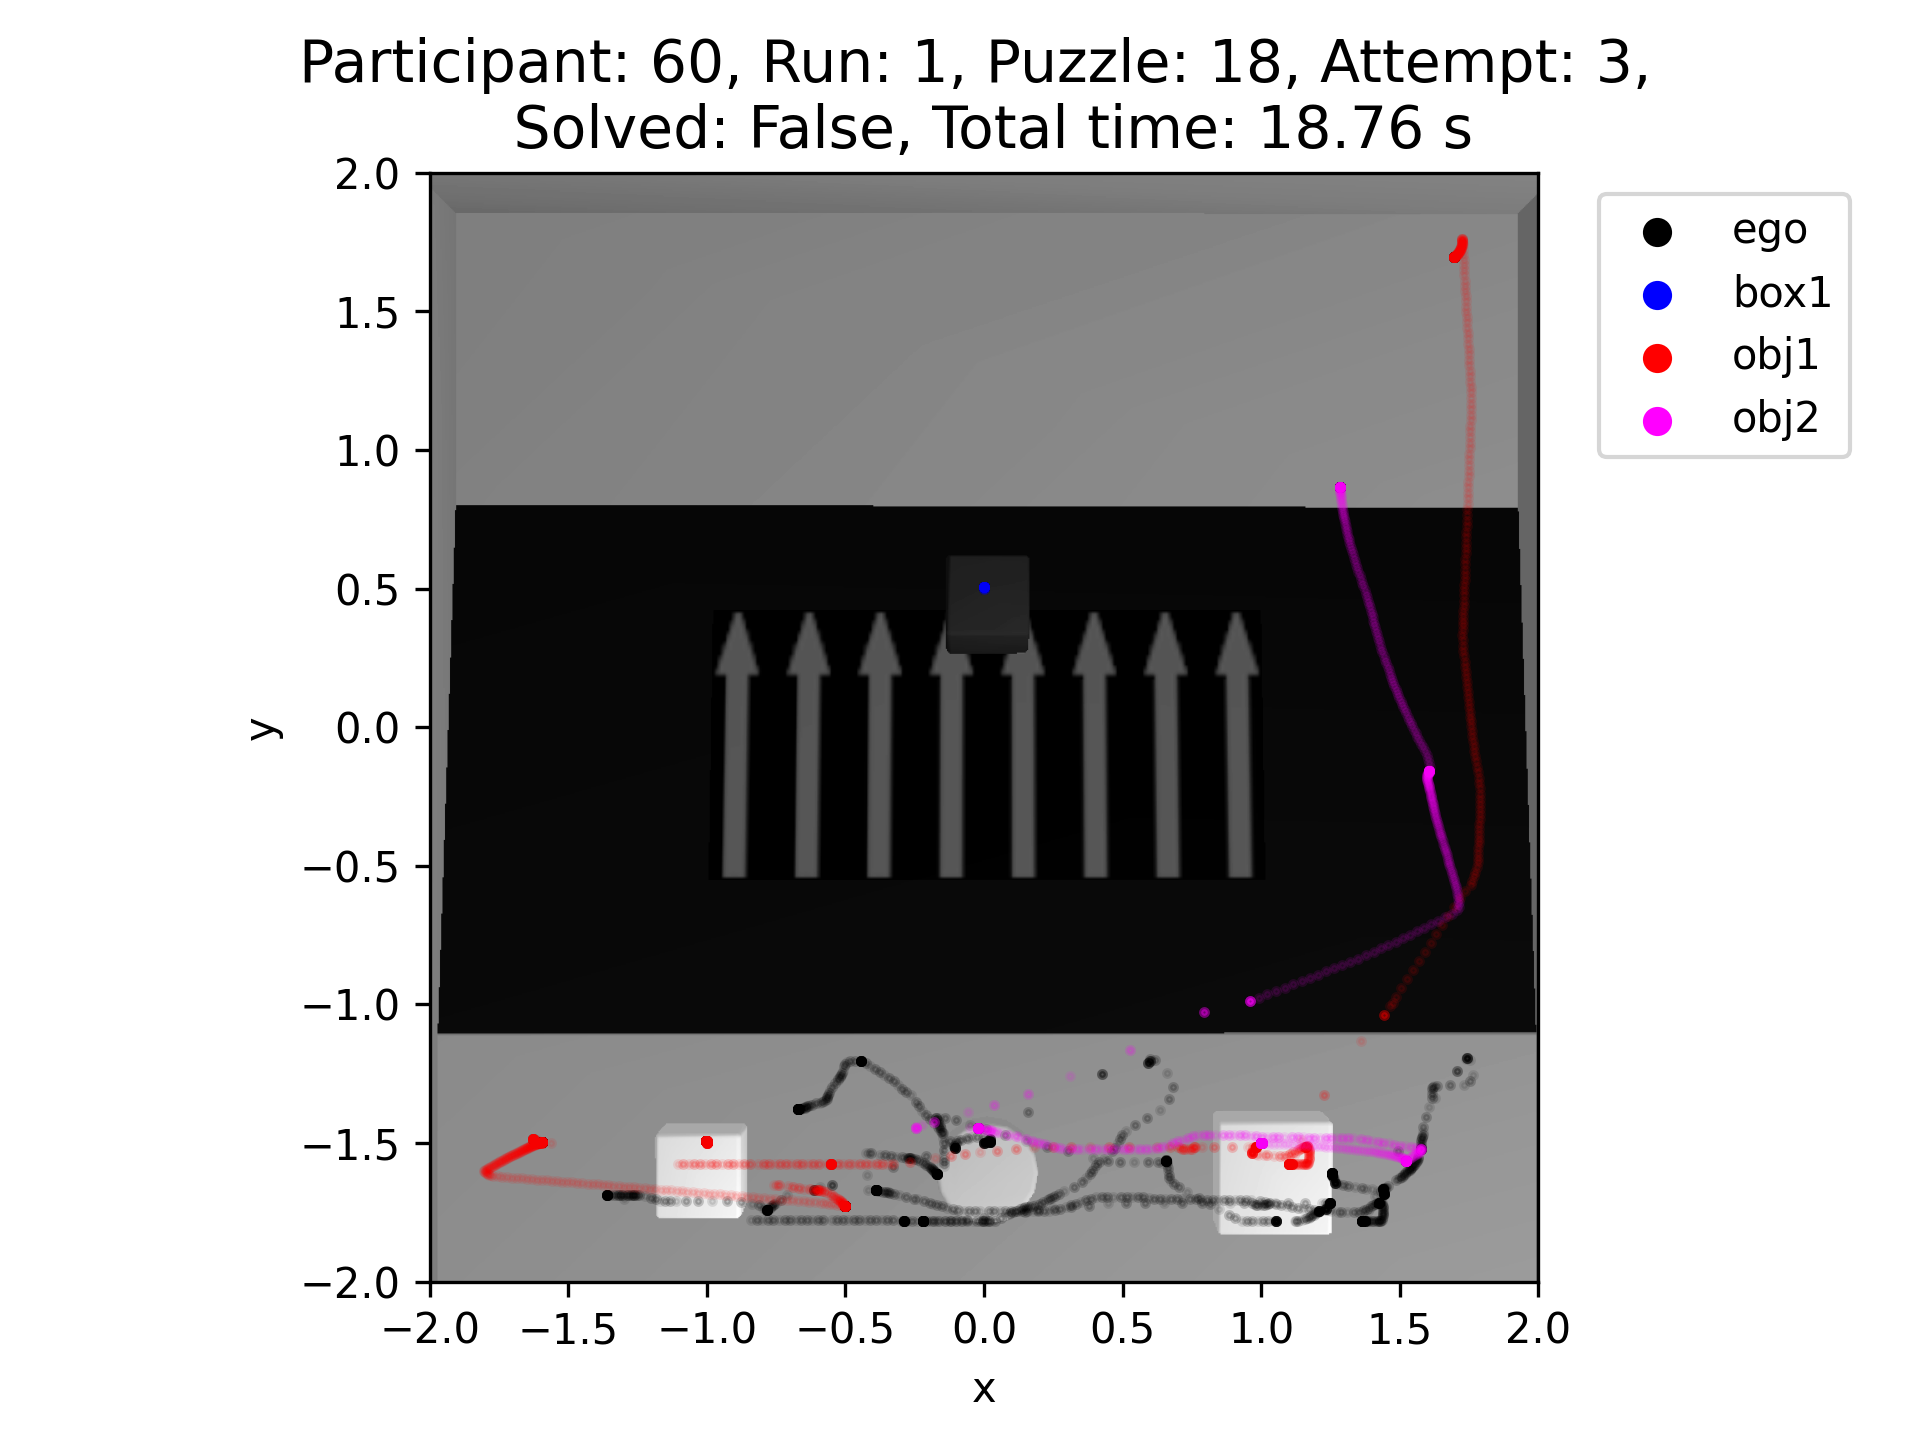 Participant: 60, Run: 1, Puzzle: 18, Attempt: 3,
Solved: False, Total time: 18.76 s
2.0
1.5
1.0
0.5
0.0
−0.5
−1.0
−1.5
−2.0
y
−2.0 −1.5 −1.0 −0.5 0.0 0.5 1.0 1.5 2.0
x
ego
box1
obj1
obj2